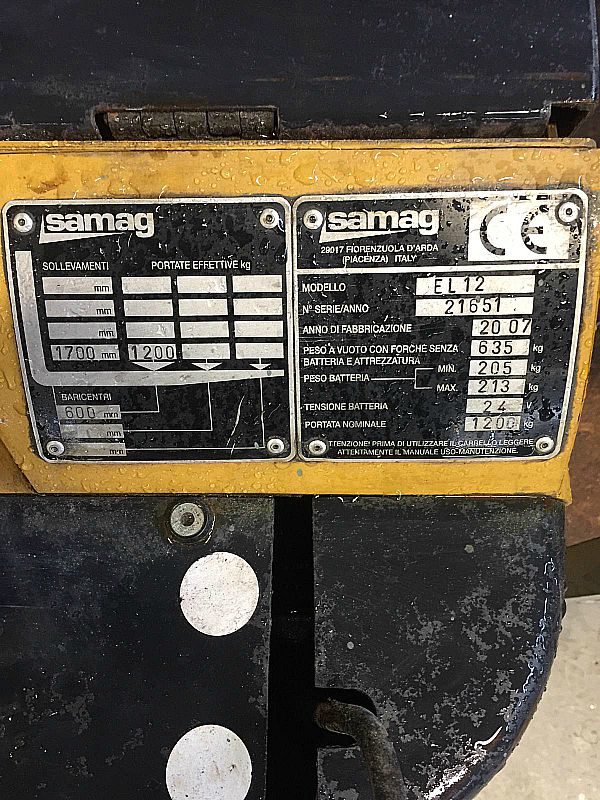 samag
SOLLEVAMENTI PORTATE EFFETTIVE kg
mm
mm
mm
1700 mm 1200
BARICENTRI
600 mm
mm
mm
samag CE
29017 FIORENZUOLA D'ARDA
(PIACENZA) ITALY
MODELLO EL12
N° SERIE/ANNO 21651
ANNO DI FABBRICAZIONE 20 07
PESO A VUOTO CON FORCHE SENZA 635 kg
BATTERIA E ATTREZZATURA
PESO BATTERIA MIN. 205 kg
MAX. 213 kg
TENSIONE BATTERIA 24 V
PORTATA NOMINALE 1200 kg
ATTENZIONE PRIMA DI UTILIZZARE IL CARRELLO LEGGERE
ATTENTAMENTE IL MANUALE USO-MANUTENZIONE.